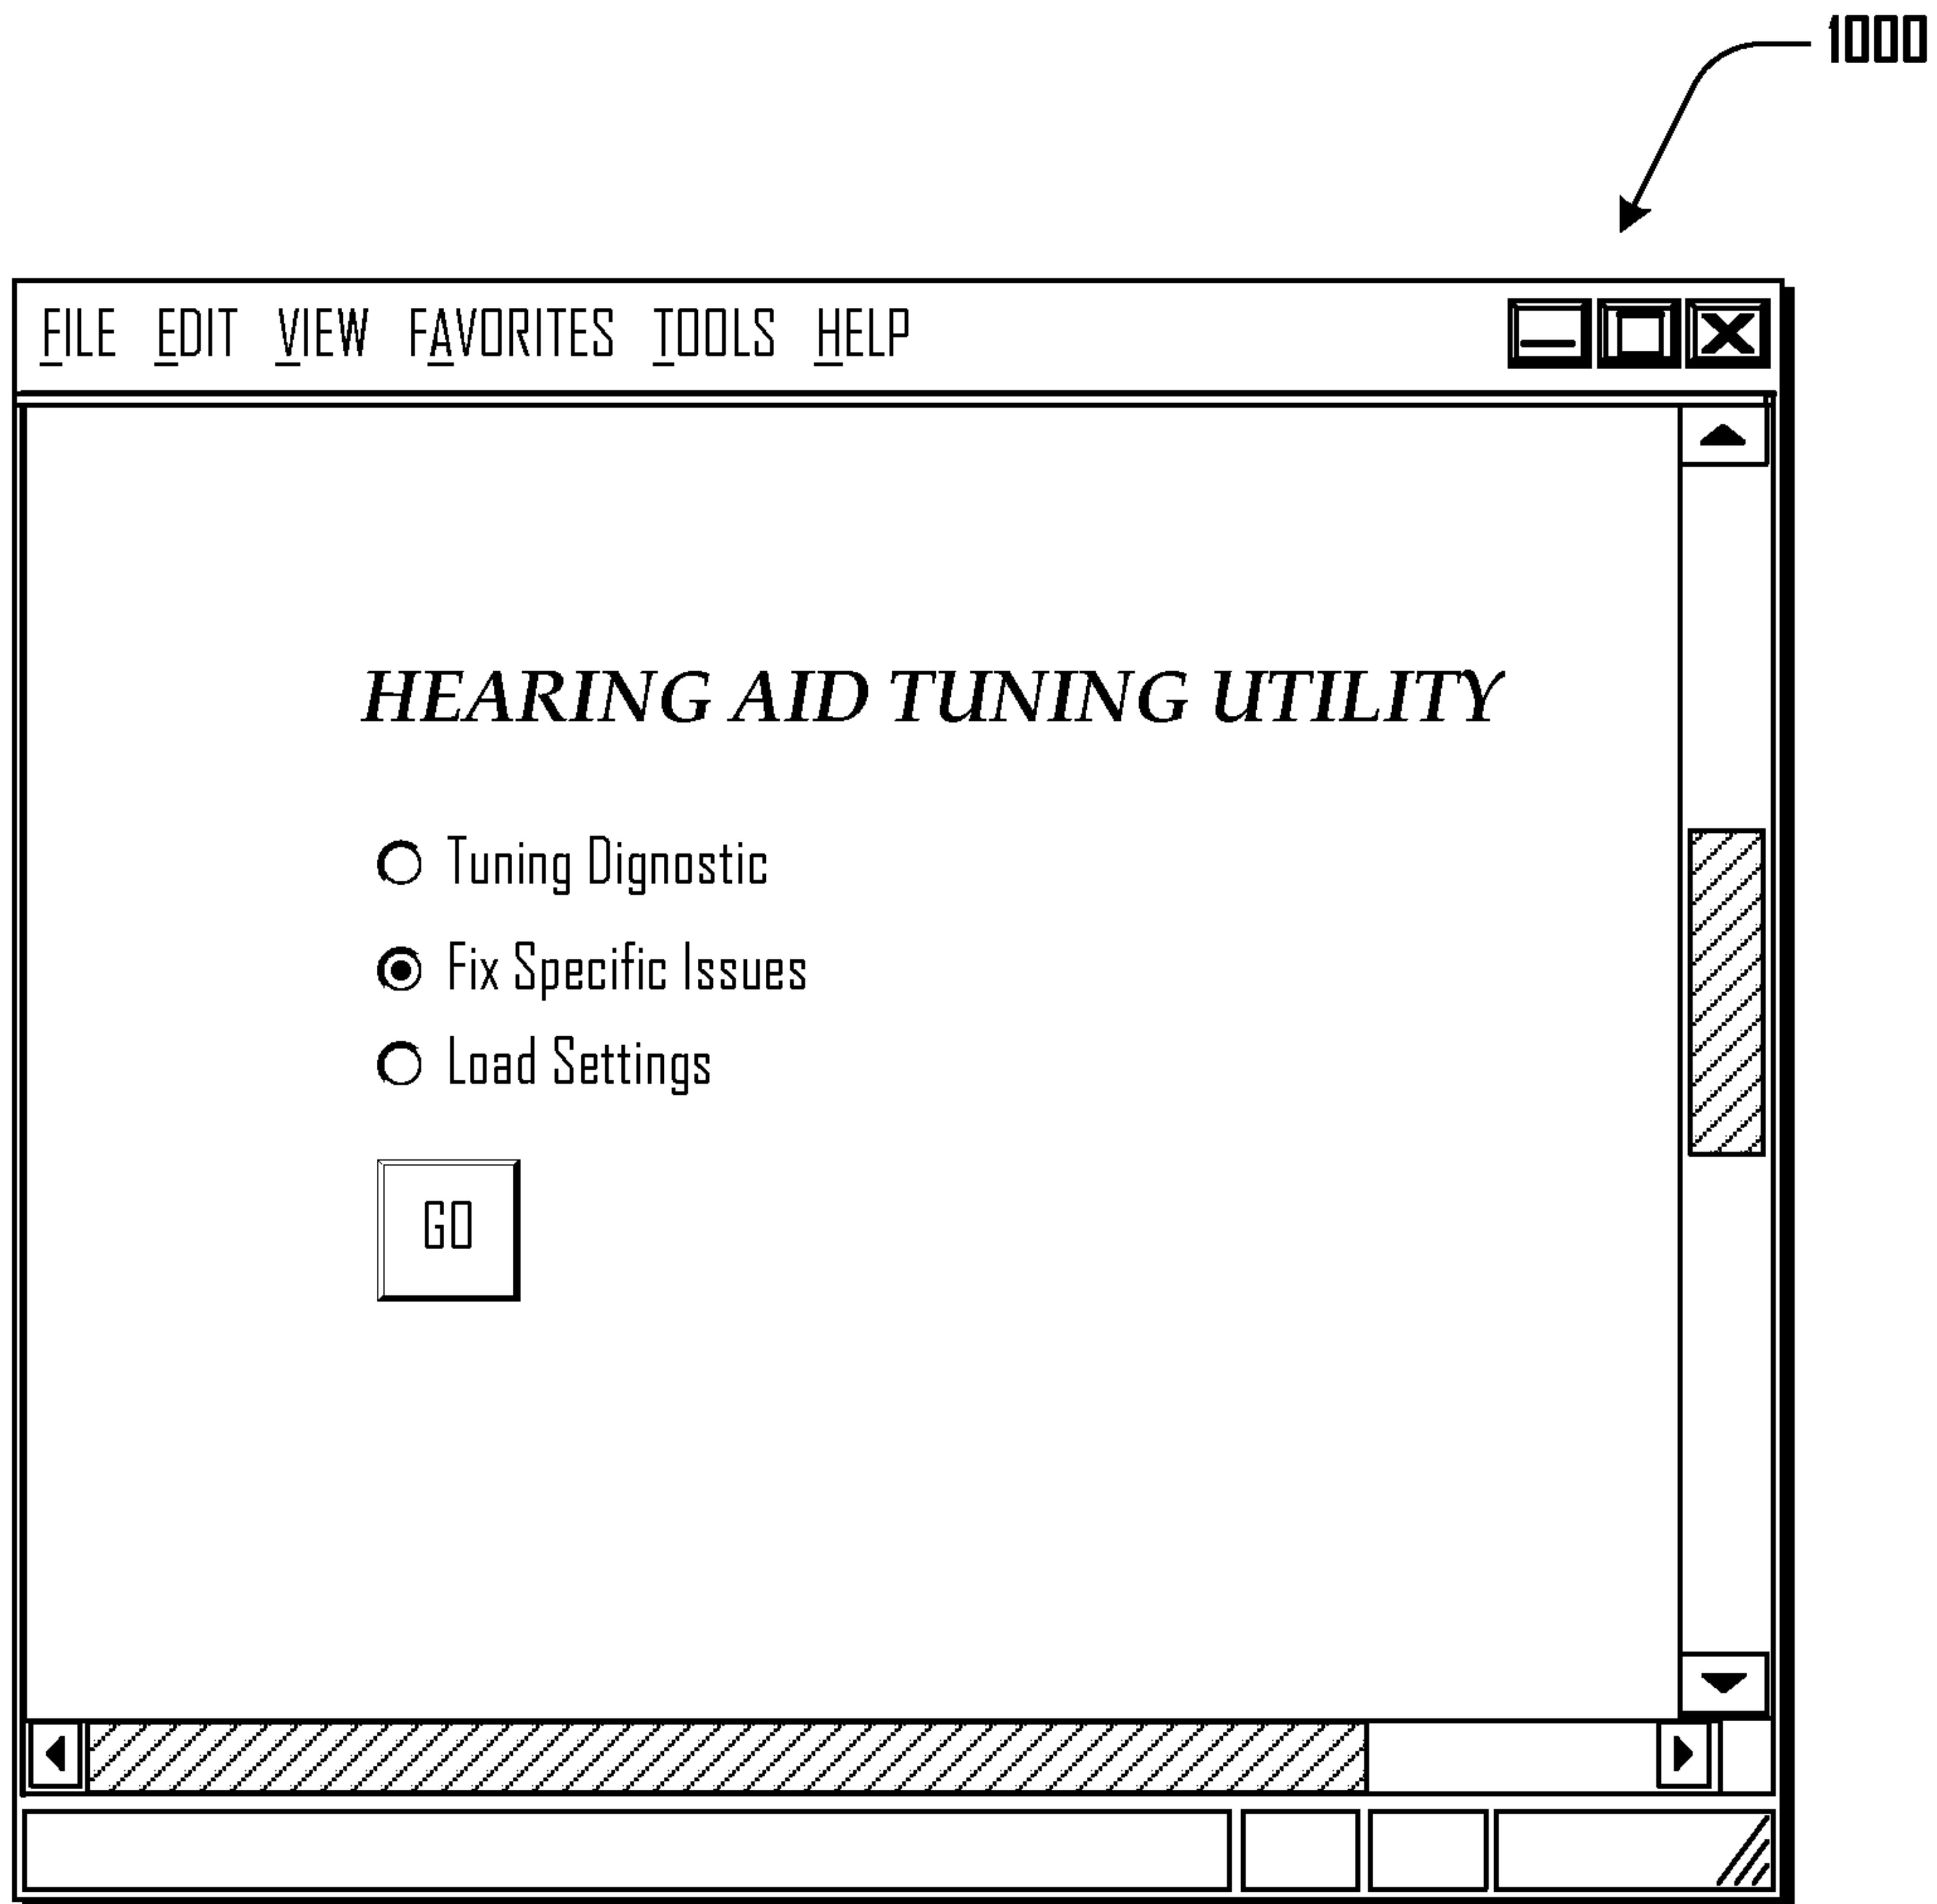 1000
FILE EDIT VIEW FAVORITES TOOLS HELP
HEARING AID TUNING UTILITY
Tuning Dignostic
Fix Specific Issues
Load Settings
GO